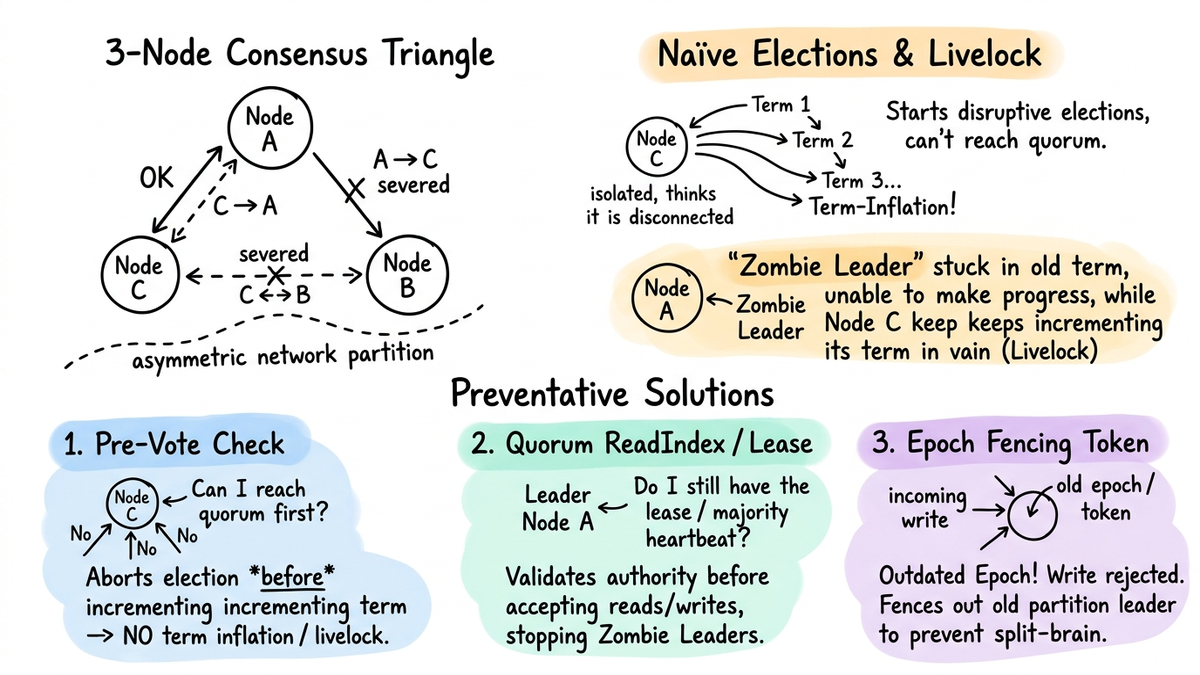 3-Node Consensus Triangle
Node
A
OK
C→A
A→C
severed
Node
C
severed
C↔B
Node
B
asymmetric network partition
Naïve Elections & Livelock
Node
C
isolated, thinks
it is disconnected
Term 1
Term 2
Term 3...
Term-Inflation!
Starts disruptive elections,
can't reach quorum.
Node
A
Zombie
Leader
"Zombie Leader" stuck in old term,
unable to make progress, while
Node C keep keeps incrementing
its term in vain (Livelock)
Preventative Solutions
1. Pre-Vote Check
Node
C
Can I reach
quorum first?
No
No
No
Aborts election *before*
incrementing incrementing term
→ NO term inflation / livelock.
2. Quorum ReadIndex / Lease
Leader
Node A
Do I still have the
lease / majority
heartbeat?
Validates authority before
accepting reads/writes,
stopping Zombie Leaders.
3. Epoch Fencing Token
incoming
write
old epoch /
token
Outdated Epoch! Write rejected.
Fences out old partition leader
to prevent split-brain.